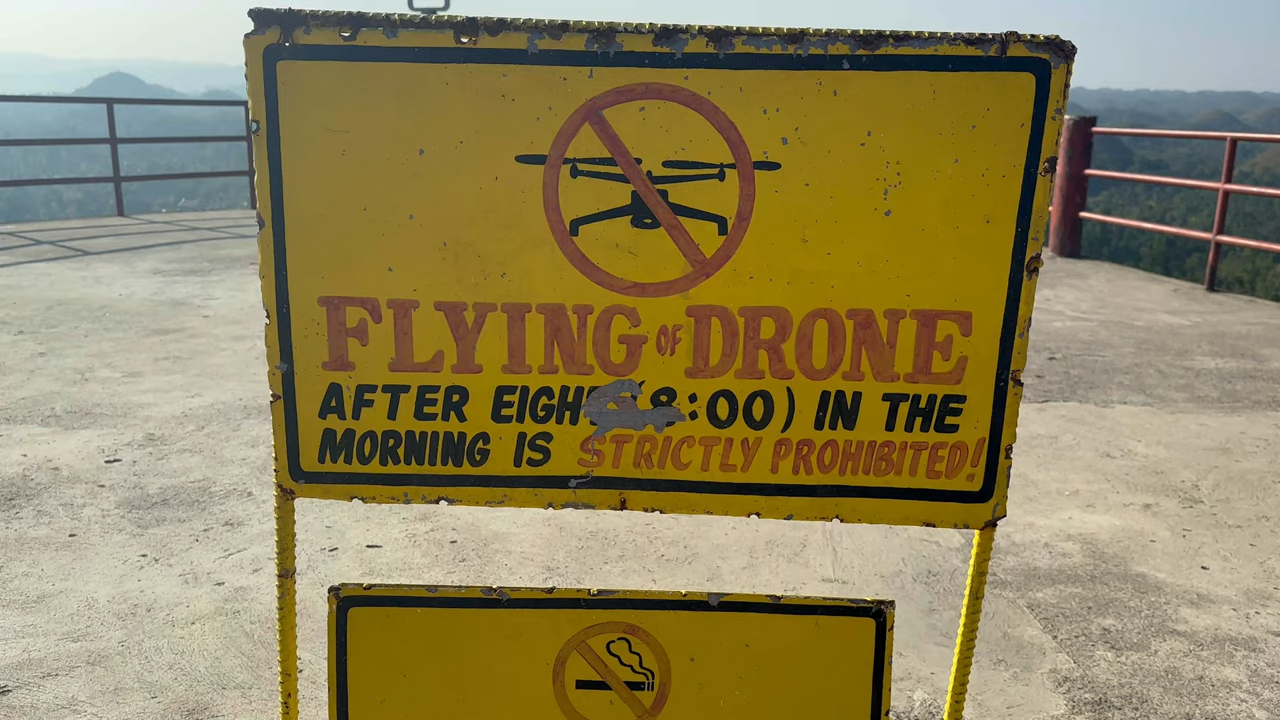 FLYING OF DRONE
AFTER EIGHT (8:00) IN THE
MORNING IS STRICTLY PROHIBITED!